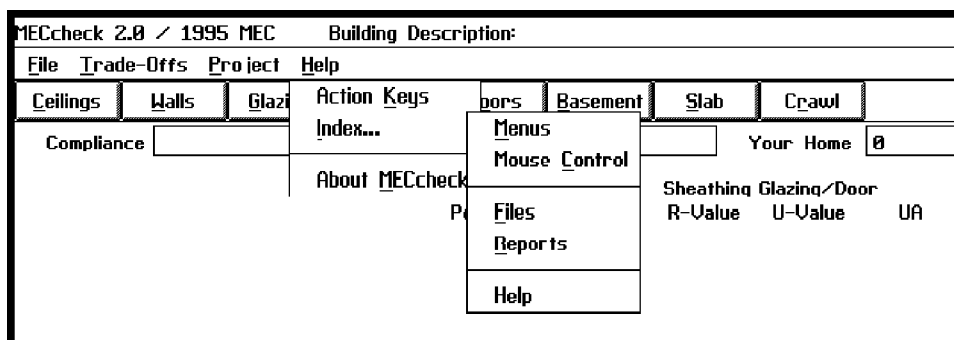 MECcheck 2.0 / 1995 MEC Building Description:
File Trade-Offs Project Help
Ceilings Walls Glazi oors Basement Slab Crawl
Action Keys
Index...
About MECcheck
Menus
Mouse Control
Files
Reports
Help
Compliance Your Home 0
Sheathing Glazing/Door
R-Value U-Value UA